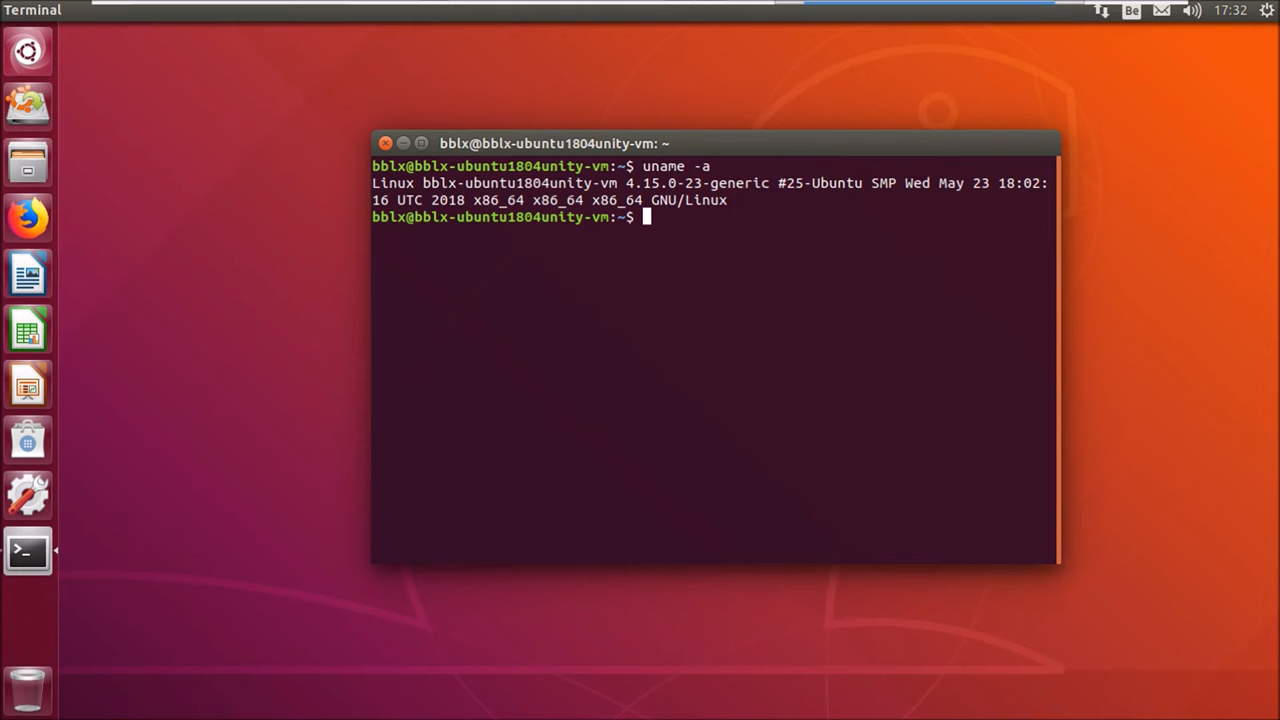 Terminal
Be
17:32
bblx@bblx-ubuntu1804unity-vm: ~
bblx@bblx-ubuntu1804unity-vm:~$ uname -a
Linux bblx-ubuntu1804unity-vm 4.15.0-23-generic #25-Ubuntu SMP Wed May 23 18:02:
16 UTC 2018 x86_64 x86_64 x86_64 GNU/Linux
bblx@bblx-ubuntu1804unity-vm:~$